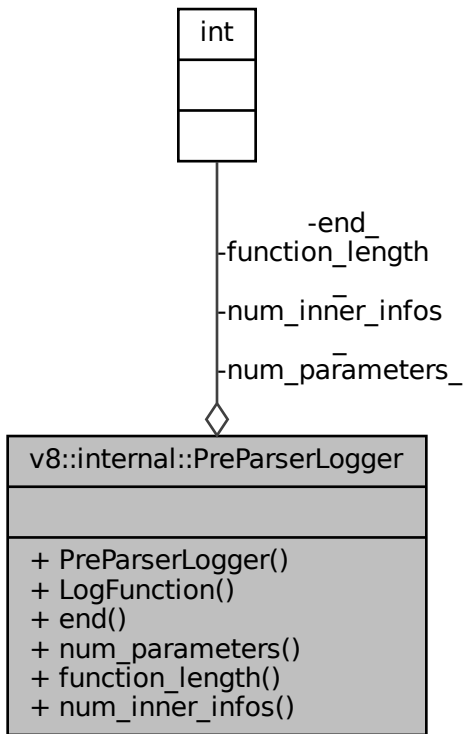 int
-end_
-function_length
_
-num_inner_infos
_
-num_parameters_
v8::internal::PreParserLogger
+ PreParserLogger()
+ LogFunction()
+ end()
+ num_parameters()
+ function_length()
+ num_inner_infos()